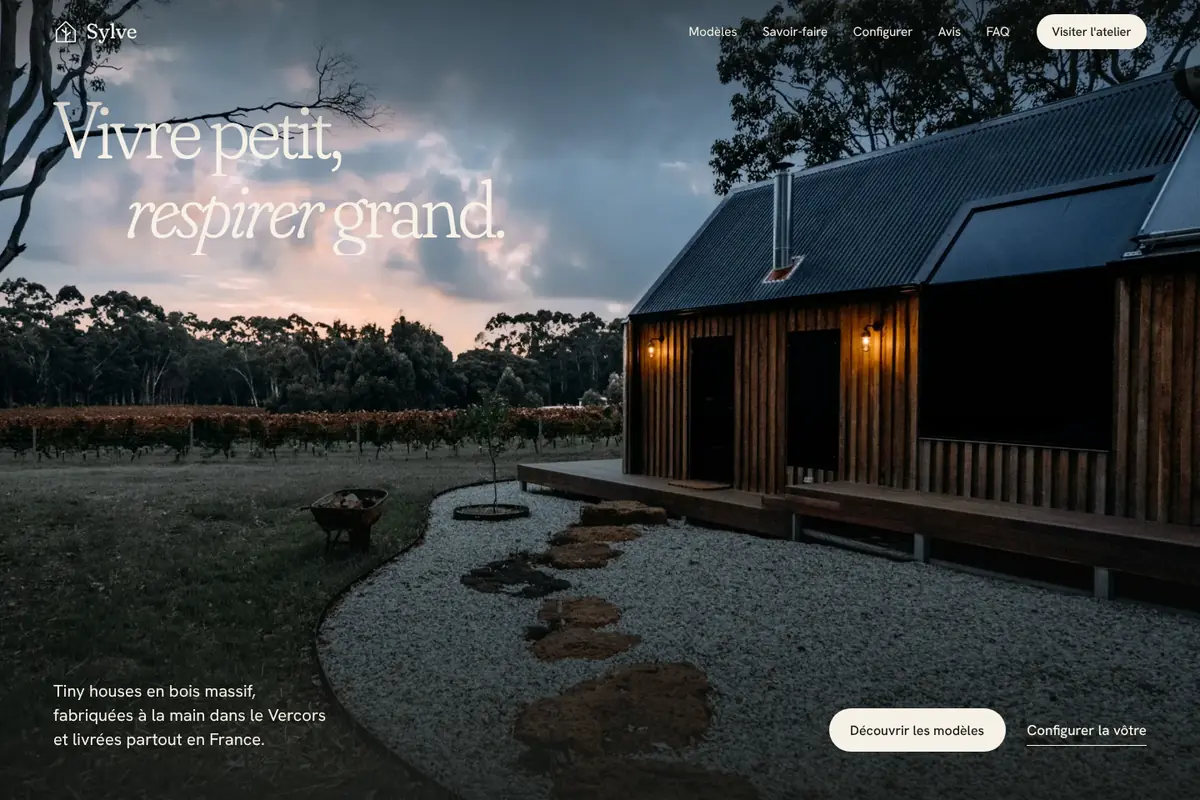 Sylve
Modèles
Savoir-faire
Configurer
Avis
FAQ
Visiter l'atelier
Vivre petit,
respirer grand.
Tiny houses en bois massif,
fabriquées à la main dans le Vercors
et livrées partout en France.
Découvrir les modèles
Configurer la vôtre